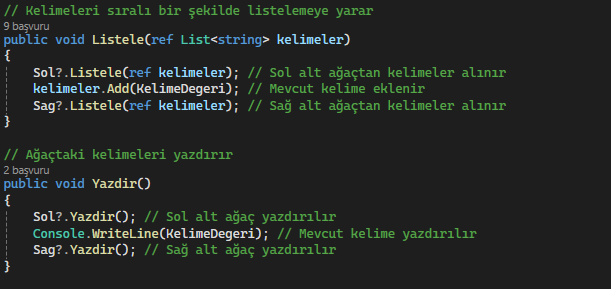 // Kelimeleri sıralı bir şekilde listelemeye yarar
9 başvuru
public void Listele(ref List<string> kelimeler)
{
    Sol?.Listele(ref kelimeler); // Sol alt ağaçtan kelimeler alınır
    kelimeler.Add(KelimeDegeri); // Mevcut kelime eklenir
    Sag?.Listele(ref kelimeler); // Sağ alt ağaçtan kelimeler alınır
}
// Ağaçtaki kelimeleri yazdırır
2 başvuru
public void Yazdir()
{
    Sol?.Yazdir(); // Sol alt ağaç yazdırılır
    Console.WriteLine(KelimeDegeri); // Mevcut kelime yazdırılır
    Sag?.Yazdir(); // Sağ alt ağaç yazdırılır
}